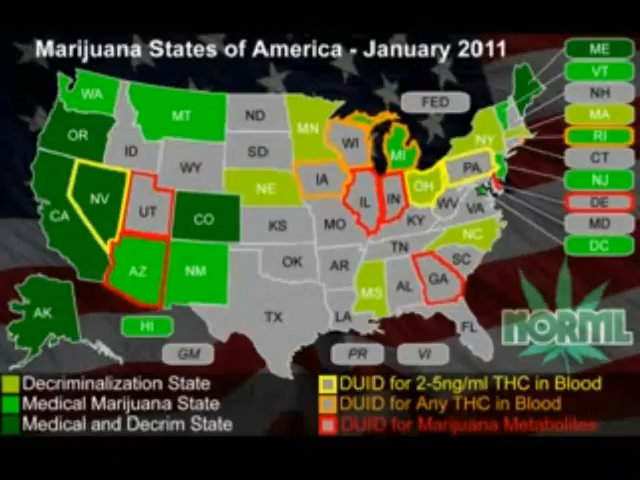 Marijuana States of America - January 2011
ME
VT
NH
MA
RI
CT
NJ
DE
MD
DC
FED
WA
MT
ND
MN
OR
ID
SD
WI
MI
NY
WY
IA
PA
NE
OH
NV
UT
CO
IL
IN
WV
VA
CA
KS
MO
KY
NC
AZ
NM
OK
AR
TN
SC
MS
AL
GA
TX
LA
FL
AK
HI
GM
PR
VI
NORML
Decriminalization State
Medical Marijuana State
Medical and Decrim State
DUID for 2-5ng/ml THC in Blood
DUID for Any THC in Blood
DUID for Marijuana Metabolites